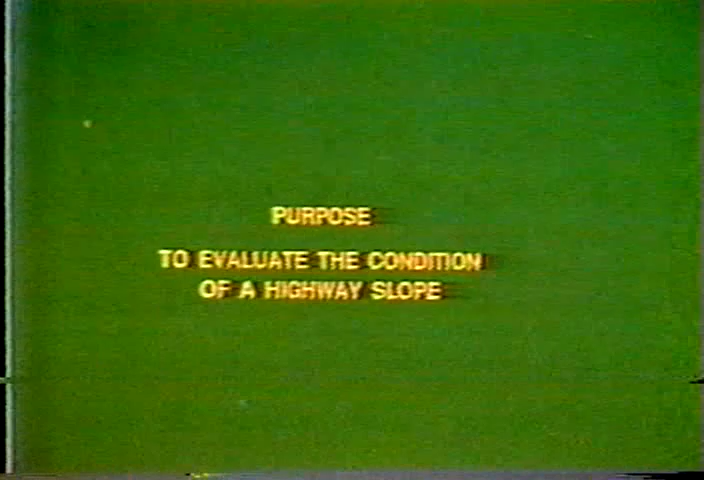 PURPOSE
TO EVALUATE THE CONDITION
OF A HIGHWAY SLOPE